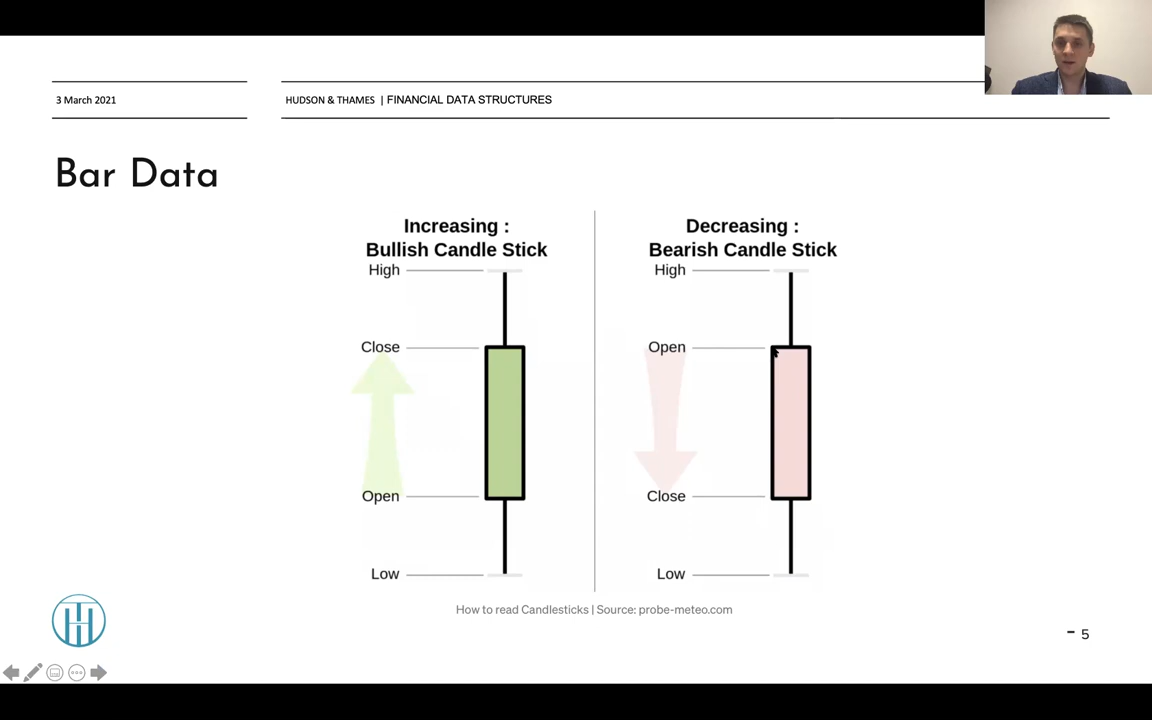 3 March 2021
HUDSON & THAMES | FINANCIAL DATA STRUCTURES
Bar Data
Increasing :
Bullish Candle Stick
High
Close
Open
Low
Decreasing :
Bearish Candle Stick
High
Open
Close
Low
How to read Candlesticks | Source: probe-meteo.com
- 5